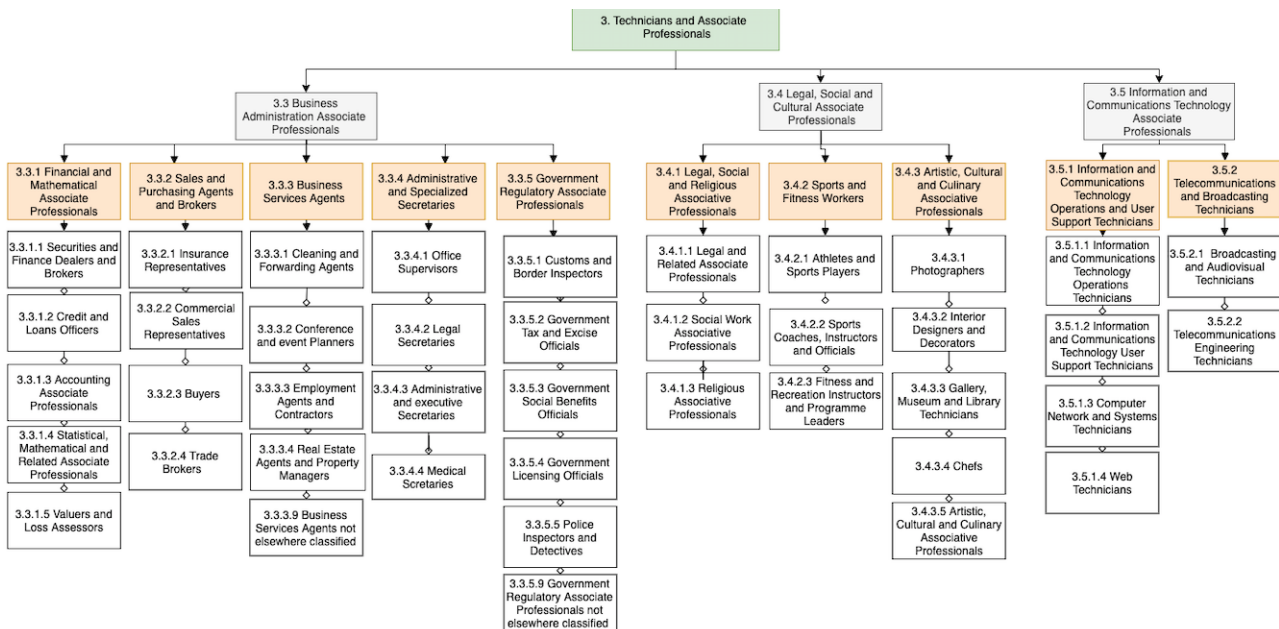 3. Technicians and Associate
Professionals
3.3 Business
Administration Associate
Professionals
3.4 Legal, Social and
Cultural Associate
Professionals
3.5 Information and
Communications Technology
Associate
Professionals
3.3.1 Financial and
Mathematical
Associate
Professionals
3.3.2 Sales and
Purchasing Agents
and Brokers
3.3.3 Business
Services Agents
3.3.4 Administrative
and Specialized
Secretaries
3.3.5 Government
Regulatory Associate
Professionals
3.4.1 Legal, Social
and Religious
Associative
Professionals
3.4.2 Sports and
Fitness Workers
3.4.3 Artistic, Cultural
and Culinary
Associative
Professionals
3.5.1 Information and
Communications
Technology
Operations and User
Support Technicians
3.5.2
Telecommunications
and Broadcasting
Technicians
3.3.1.1 Securities and
Finance Dealers and
Brokers
3.3.1.2 Credit and
Loans Officers
3.3.1.3 Accounting
Associate
Professionals
3.3.1.4 Statistical,
Mathematical and
Related Associate
Professionals
3.3.1.5 Valuers and
Loss Assessors
3.3.2.1 Insurance
Representatives
3.3.2.2 Commercial
Sales
Representatives
3.3.2.3 Buyers
3.3.2.4 Trade
Brokers
3.3.3.1 Cleaning and
Forwarding Agents
3.3.3.2 Conference
and event Planners
3.3.3.3 Employment
Agents and
Contractors
3.3.3.4 Real Estate
Agents and Property
Managers
3.3.3.9 Business
Services Agents not
elsewhere classified
3.3.4.1 Office
Supervisors
3.3.4.2 Legal
Secretaries
3.3.4.3 Administrative
and executive
Secretaries
3.3.4.4 Medical
Scretaries
3.3.5.1 Customs and
Border Inspectors
3.3.5.2 Government
Tax and Excise
Officials
3.3.5.3 Government
Social Benefits
Officials
3.3.5.4 Government
Licensing Officials
3.3.5.5 Police
Inspectors and
Detectives
3.3.5.9 Government
Regulatory Associate
Professionals not
elsewhere classified
3.4.1.1 Legal and
Related Associate
Professionals
3.4.1.2 Social Work
Associative
Professionals
3.4.1.3 Religious
Associative
Professionals
3.4.2.1 Athletes and
Sports Players
3.4.2.2 Sports
Coaches, Instructors
and Officials
3.4.2.3 Fitness and
Recreation Instructors
and Programme
Leaders
3.4.3.1
Photographers
3.4.3.2 Interior
Designers and
Decorators
3.4.3.3 Gallery,
Museum and Library
Technicians
3.4.3.4 Chefs
3.4.3.5 Artistic,
Cultural and Culinary
Associative
Professionals
3.5.1.1 Information
and Communications
Technology
Operations
Technicians
3.5.1.2 Information
and Communications
Technology User
Support Technicians
3.5.1.3 Computer
Network and Systems
Technicians
3.5.1.4 Web
Technicians
3.5.2.1 Broadcasting
and Audiovisual
Technicians
3.5.2.2
Telecommunications
Engineering
Technicians